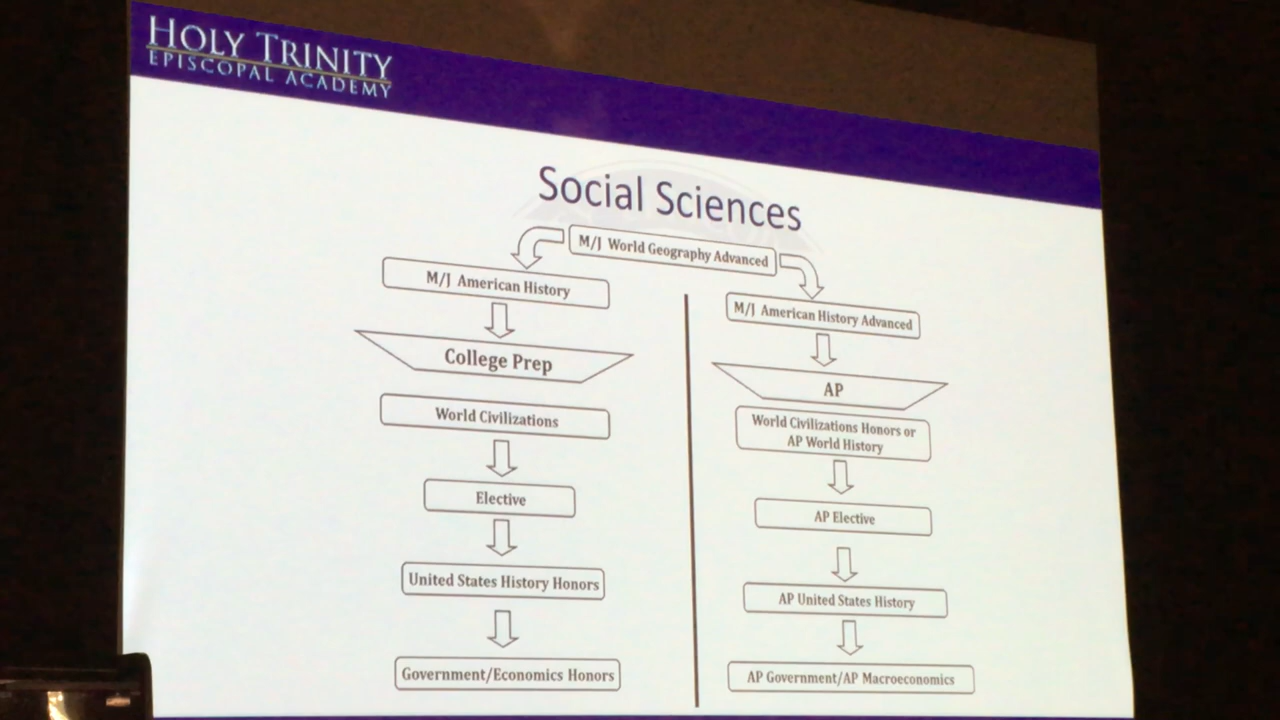 HOLY TRINITY
EPISCOPAL ACADEMY
Social Sciences
M/J World Geography Advanced
M/J American History
College Prep
World Civilizations
Elective
United States History Honors
Government/Economics Honors
M/J American History Advanced
AP
World Civilizations Honors or
AP World History
AP Elective
AP United States History
AP Government/AP Macroeconomics